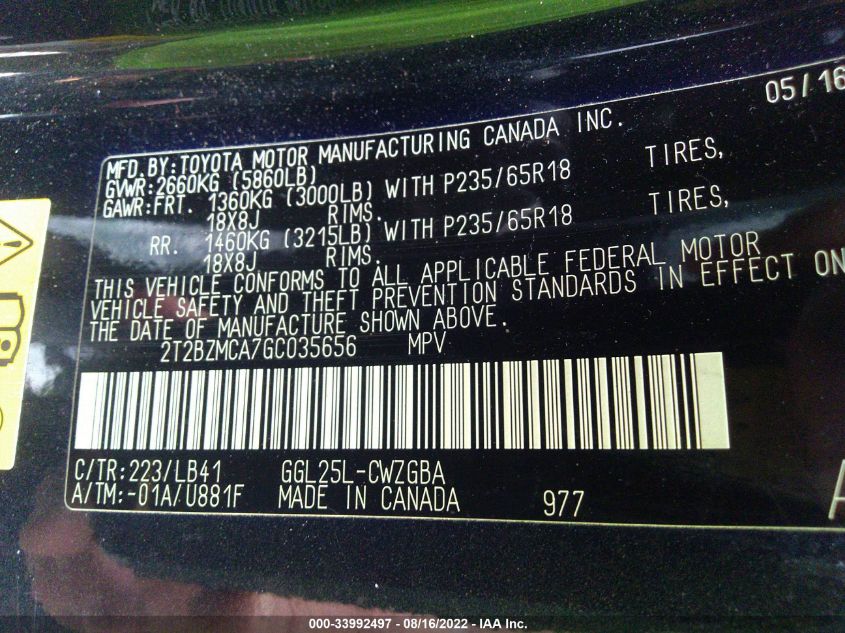 05/16
MFD.BY:TOYOTA MOTOR MANUFACTURING CANADA INC.
GVWR:2660KG (5860LB)
GAWR:FRT. 1360KG (3000LB) WITH P235/65R18 TIRES,
18X8J RIMS.
RR. 1460KG (3215LB) WITH P235/65R18 TIRES,
18X8J RIMS.
THIS VEHICLE CONFORMS TO ALL APPLICABLE FEDERAL MOTOR
VEHICLE SAFETY AND THEFT PREVENTION STANDARDS IN EFFECT ON
THE DATE OF MANUFACTURE SHOWN ABOVE.
2T2BZMCA7GC035656 MPV
C/TR:223/LB41 GGL25L-CWZGBA
A/TM:-01A/U881F MADE IN CANADA 977
000-33992497 - 08/16/2022 - IAA Inc.